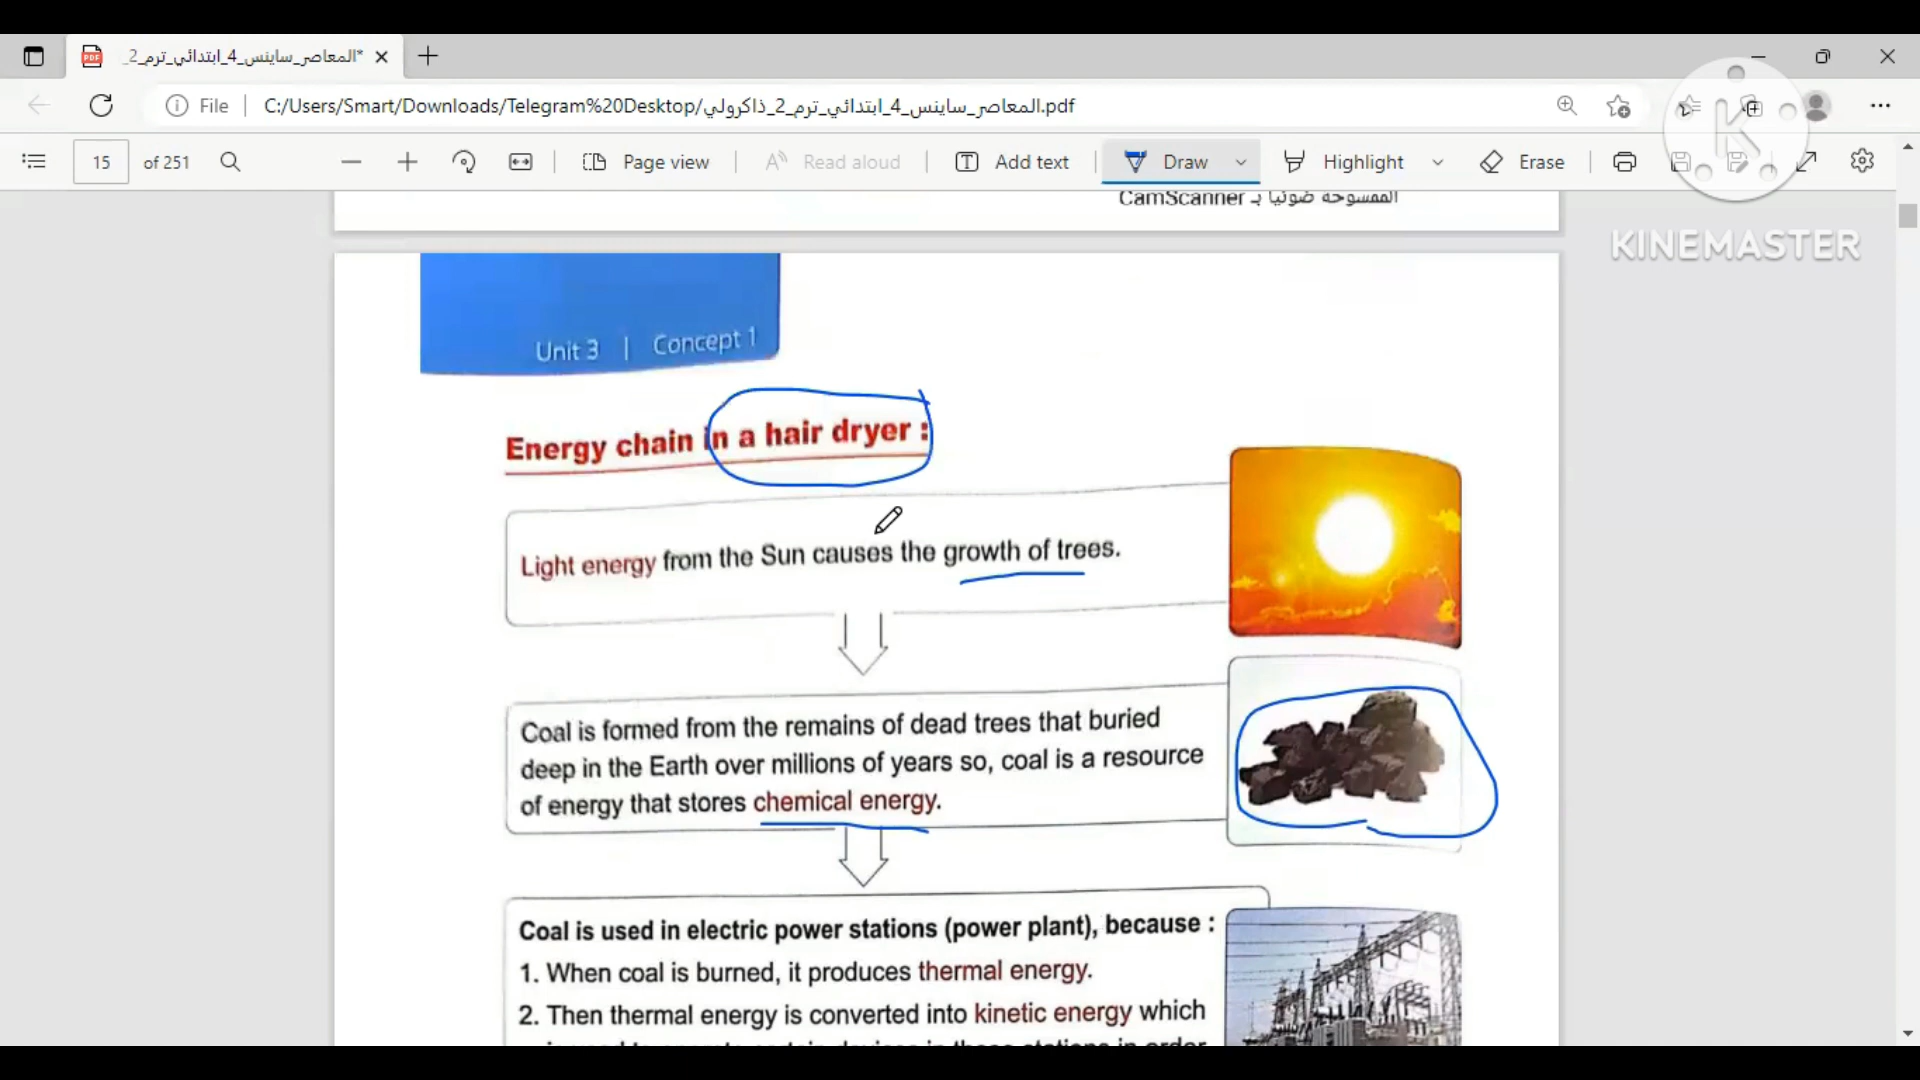 *المعاصر_ساينس_4_ابتدائي_ترم_2_
File
C:/Users/Smart/Downloads/Telegram%20Desktop/المعاصر_ساينس_4_ابتدائي_ترم_2_ذاكرولي.pdf
15 of 251
Page view
Read aloud
Add text
Draw
Highlight
Erase
K
KINEMASTER
الممسوحة ضوئيا بـ CamScanner
Unit 3 | Concept 1
Energy chain in a hair dryer :
Light energy from the Sun causes the growth of trees.
Coal is formed from the remains of dead trees that buried
deep in the Earth over millions of years so, coal is a resource
of energy that stores chemical energy.
Coal is used in electric power stations (power plant), because :
1. When coal is burned, it produces thermal energy.
2. Then thermal energy is converted into kinetic energy which